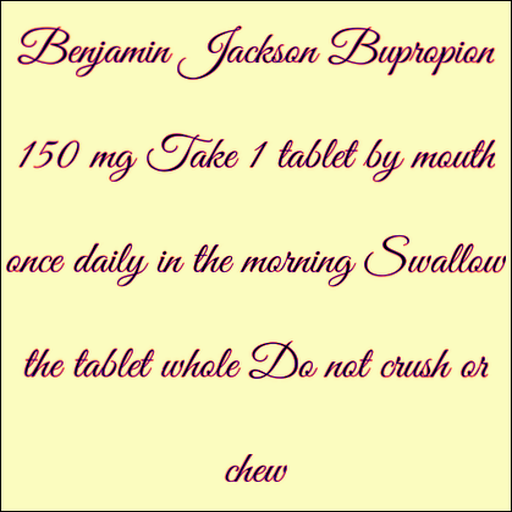 Benjamin Jackson Bupropion
150 mg Take 1 tablet by mouth
once daily in the morning Swallow
the tablet whole Do not crush or
chew